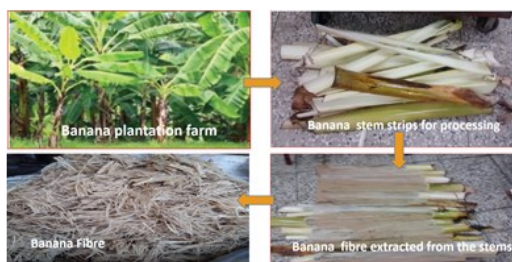 Banana plantation farm
Banana stem strips for processing
Banana Fibre
Banana fibre extracted from the stems